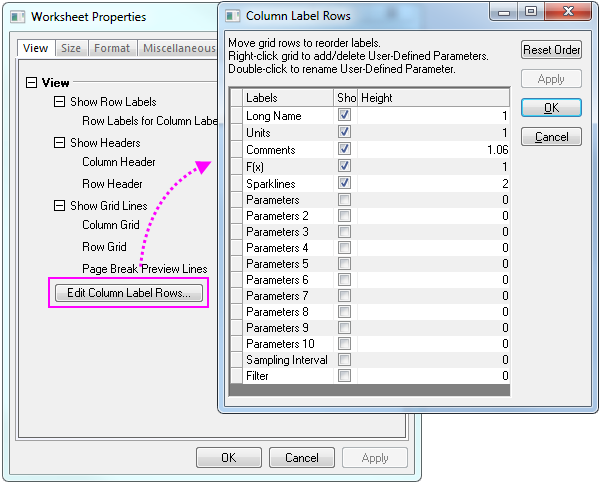 Worksheet Properties
View Size Format Miscellaneous
View
Show Row Labels
Row Labels for Column Labe
Show Headers
Column Header
Row Header
Show Grid Lines
Column Grid
Row Grid
Page Break Preview Lines
Edit Column Label Rows...
OK Cancel Apply
Column Label Rows
Move grid rows to reorder labels.
Right-click grid to add/delete User-Defined Parameters.
Double-click to rename User-Defined Parameter.
Reset Order
Apply
OK
Cancel
Labels Sho Height
Long Name 1
Units 1
Comments 1.06
F(x) 1
Sparklines 2
Parameters 0
Parameters 2 0
Parameters 3 0
Parameters 4 0
Parameters 5 0
Parameters 6 0
Parameters 7 0
Parameters 8 0
Parameters 9 0
Parameters 10 0
Sampling Interval 0
Filter 0